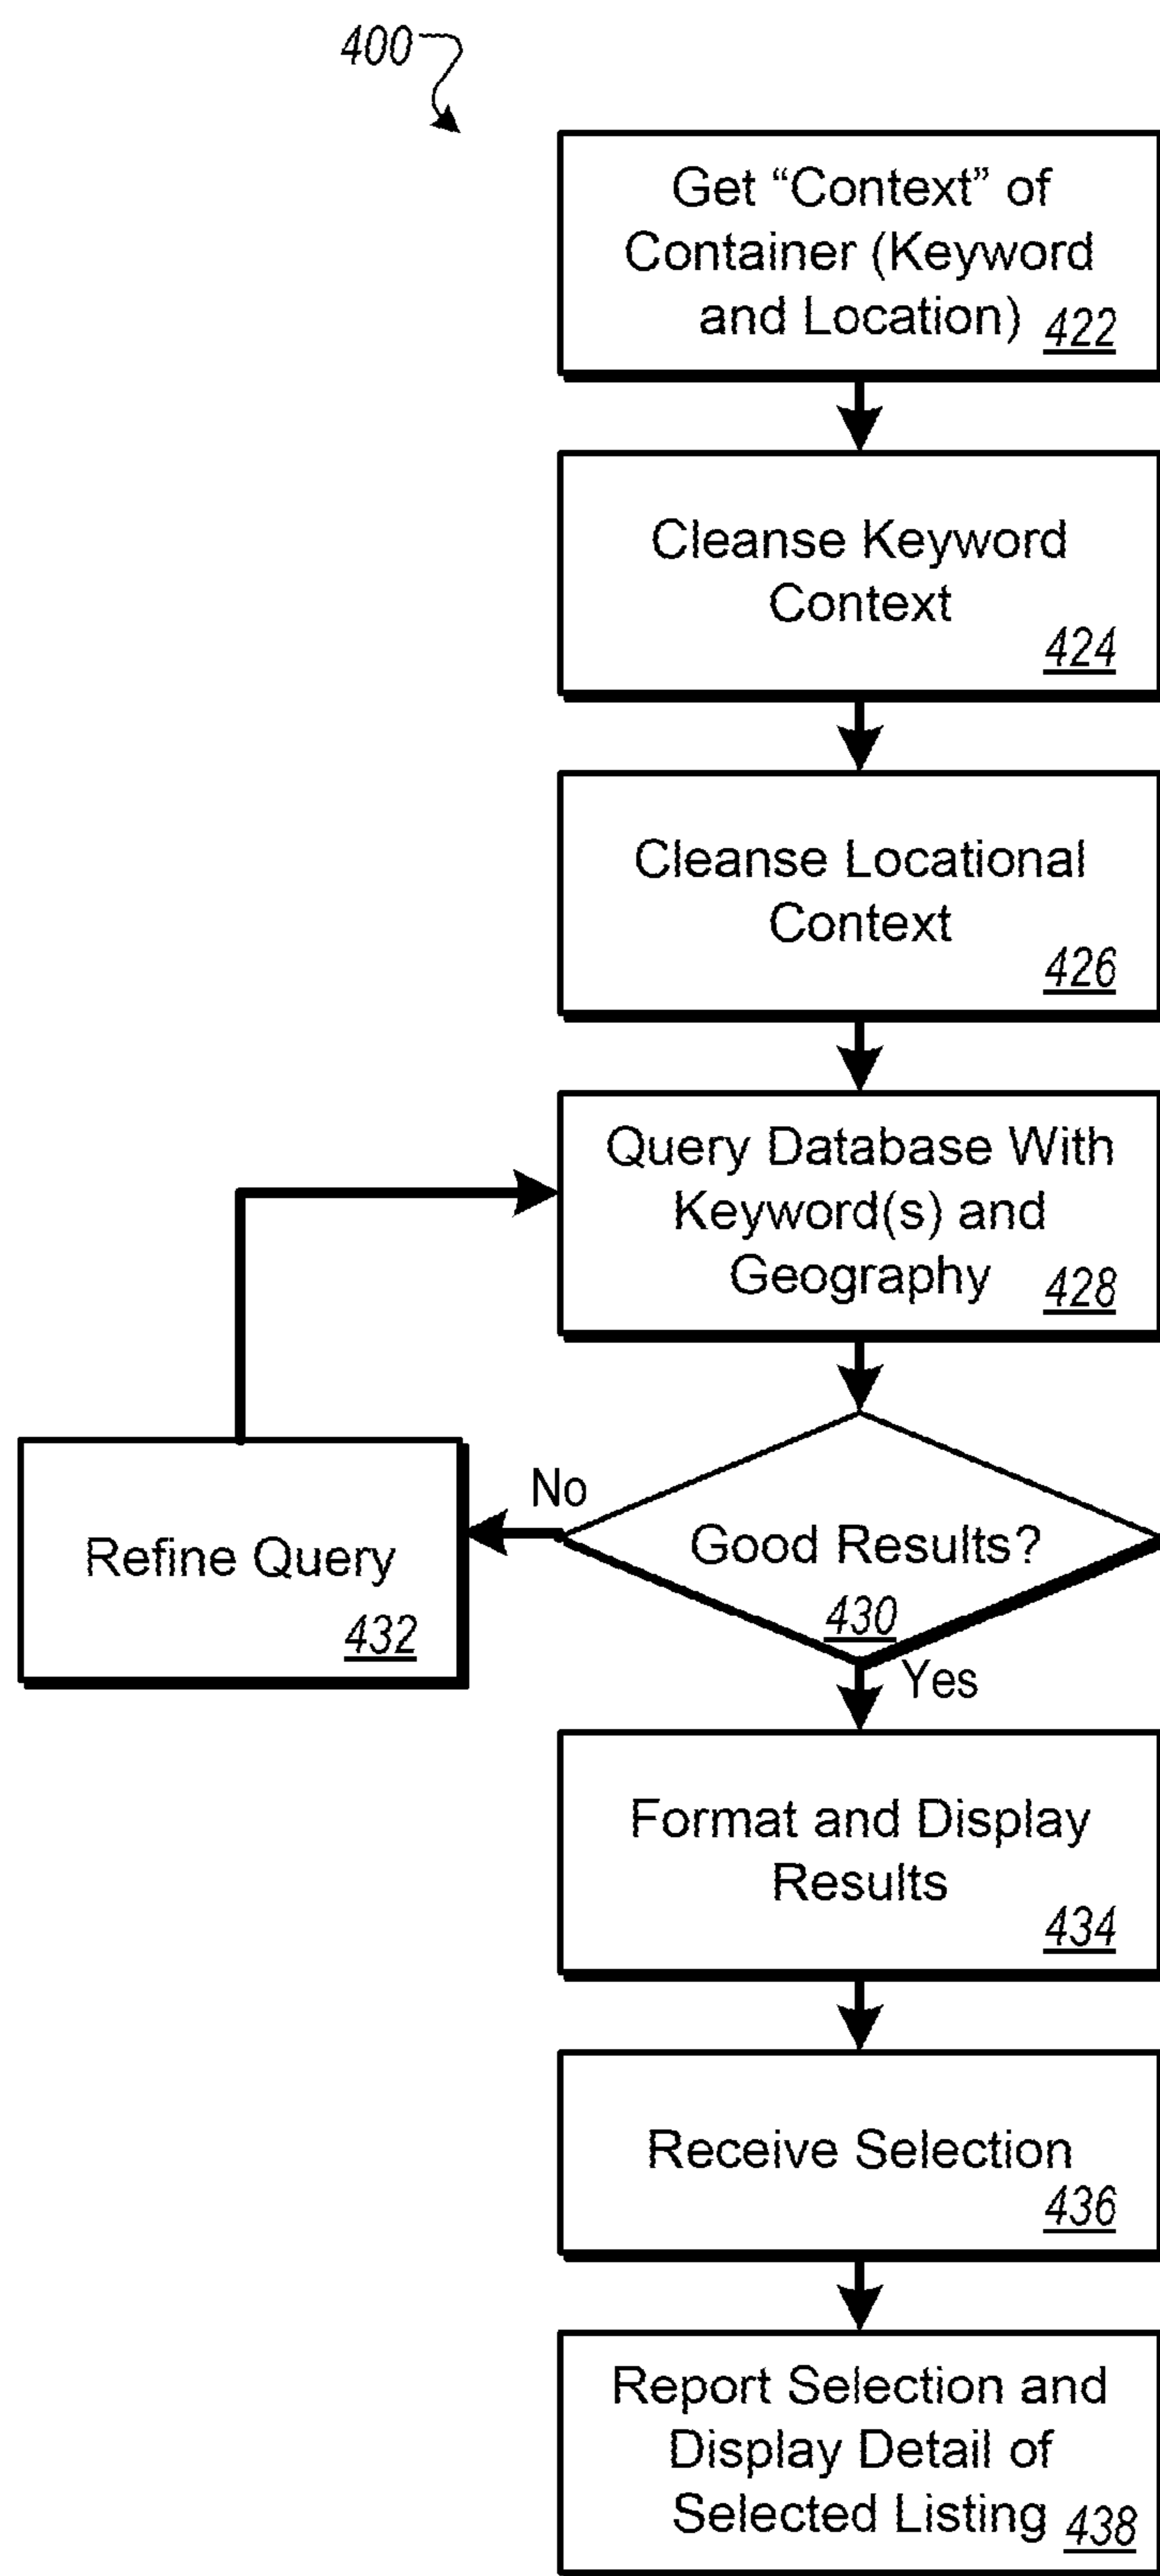 400
Get “Context” of
Container (Keyword
and Location) 422
Cleanse Keyword
Context
424
Cleanse Locational
Context
426
Query Database With
Keyword(s) and
Geography 428
No
Refine Query
432
Good Results?
430
Yes
Format and Display
Results
434
Receive Selection
436
Report Selection and
Display Detail of
Selected Listing 438